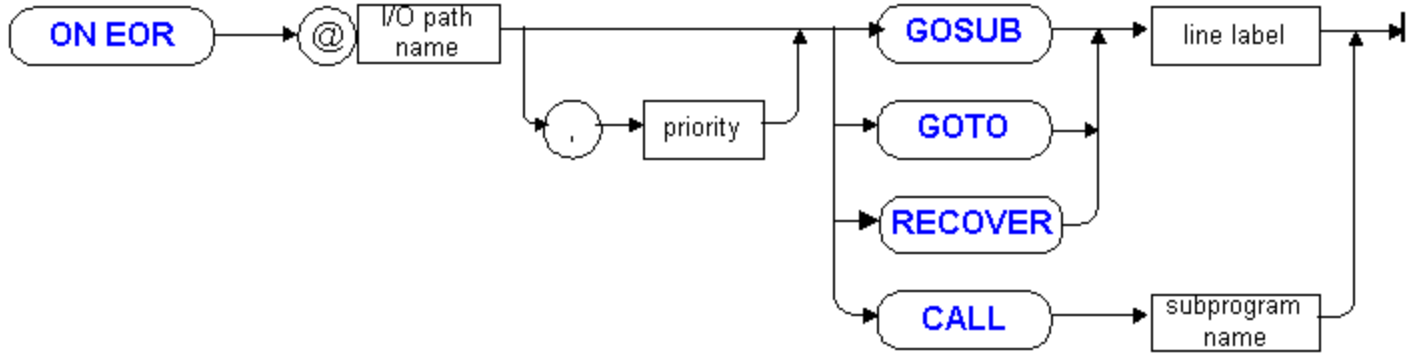 ON EOR
@
I/O path
name
,
priority
GOSUB
GOTO
RECOVER
CALL
line label
subprogram
name